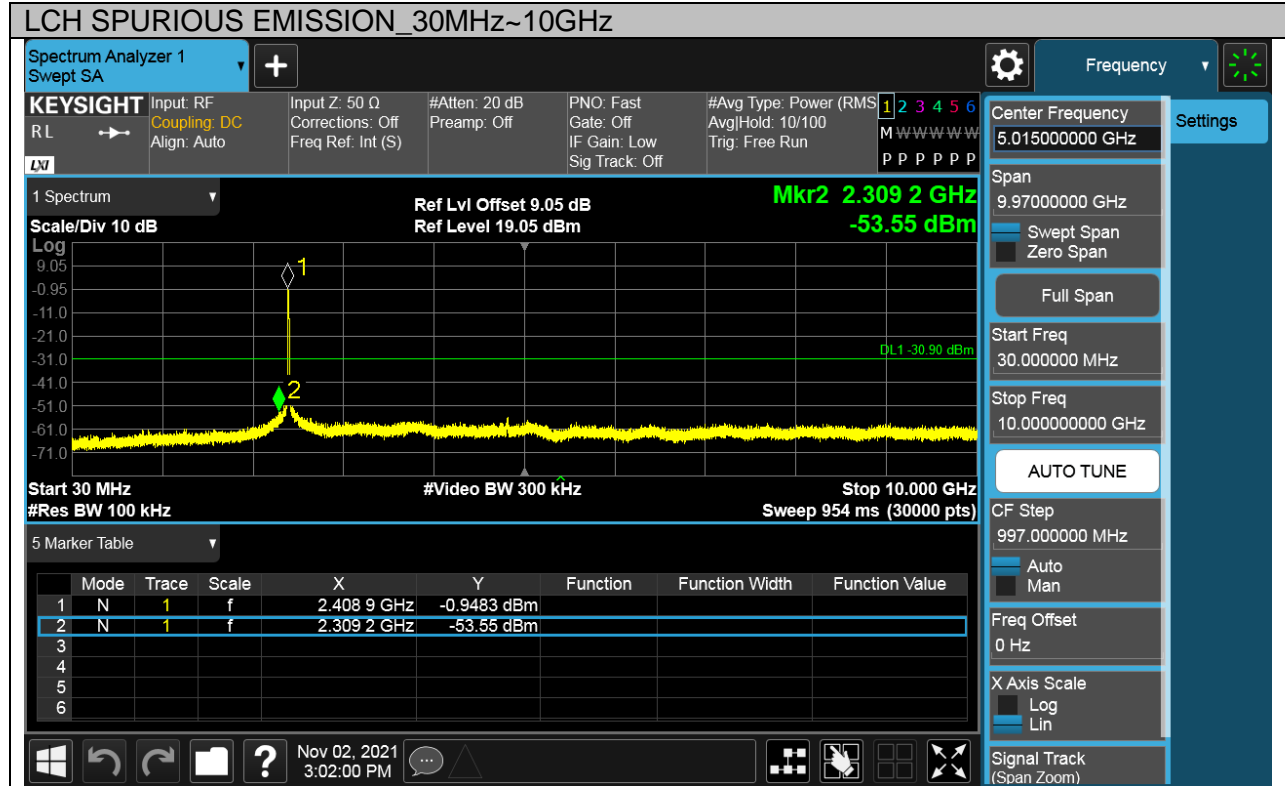 LCH SPURIOUS EMISSION_30MHz~10GHz
Spectrum Analyzer 1
Swept SA
+
Frequency
KEYSIGHT
RL
LXI
Input: RF
Coupling: DC
Align: Auto
Input Z: 50 Ω
Corrections: Off
Freq Ref: Int (S)
#Atten: 20 dB
Preamp: Off
PNO: Fast
Gate: Off
IF Gain: Low
Sig Track: Off
#Avg Type: Power (RMS
Avg|Hold: 10/100
Trig: Free Run
1 2 3 4 5 6
M W W W W W
P P P P P P
1 Spectrum
Scale/Div 10 dB
Ref Lvl Offset 9.05 dB
Ref Level 19.05 dBm
Mkr2 2.309 2 GHz
-53.55 dBm
Log
9.05
-0.95
-11.0
-21.0
-31.0
-41.0
-51.0
-61.0
-71.0
1
2
DL1 -30.90 dBm
Start 30 MHz
#Video BW 300 kHz
Stop 10.000 GHz
#Res BW 100 kHz
Sweep 954 ms (30000 pts)
5 Marker Table
Mode Trace Scale X Y Function Function Width Function Value
1 N 1 f 2.408 9 GHz -0.9483 dBm
2 N 1 f 2.309 2 GHz -53.55 dBm
3
4
5
6
?
Nov 02, 2021
3:02:00 PM
Center Frequency
5.015000000 GHz
Settings
Span
9.97000000 GHz
Swept Span
Zero Span
Full Span
Start Freq
30.000000 MHz
Stop Freq
10.000000000 GHz
AUTO TUNE
CF Step
997.000000 MHz
Auto
Man
Freq Offset
0 Hz
X Axis Scale
Log
Lin
Signal Track
(Span Zoom)